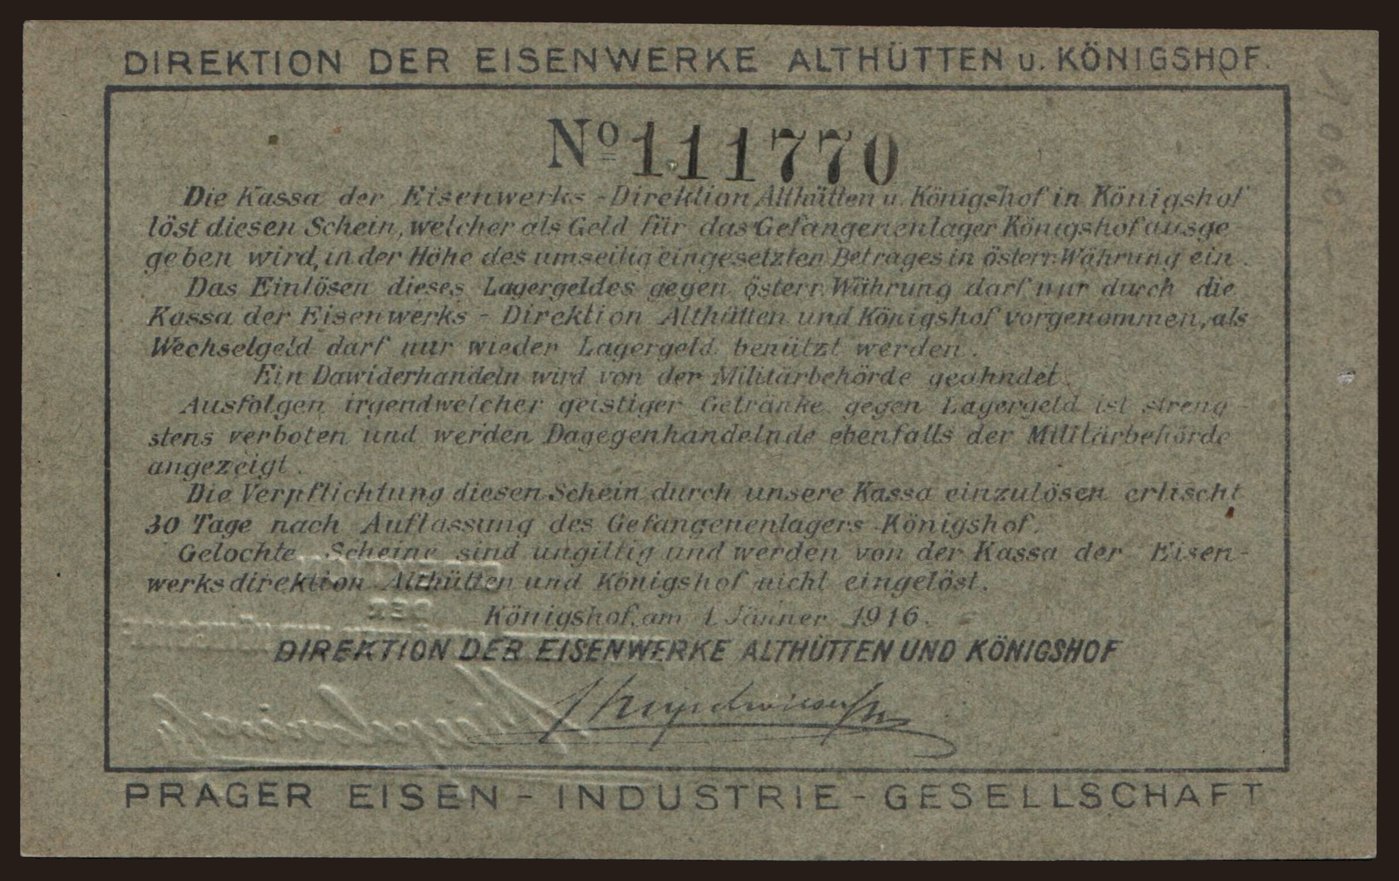 DIREKTION DER EISENWERKE ALTHÜTTEN u. KÖNIGSHOF.
Nº 111770
Die Kassa der Eisenwerks-Direktion Althütten u. Königshof in Königshof
löst diesen Schein, welcher als Geld für das Gefangenenlager Königshof ausge
geben wird, in der Höhe des umseitig eingesetzten Betrages in österr. Währung ein.
Das Einlösen dieses Lagergeldes gegen österr. Währung darf nur durch die
Kassa der Eisenwerks-Direktion Althütten und Königshof vorgenommen, als
Wechselgeld darf nur wieder Lagergeld benützt werden.
Ein Dawiderhandeln wird von der Militärbehörde geahndet.
Ausfolgen irgendwelcher geistiger Getränke gegen Lagergeld ist streng-
stens verboten und werden Dagegenhandelnde ebenfalls der Militärbehörde
angezeigt.
Die Verpflichtung diesen Schein durch unsere Kassa einzulösen erlischt
30 Tage nach Auflassung des Gefangenenlagers Königshof.
Gelochte Scheine sind ungiltig und werden von der Kassa der Eisen-
werksdirektion Althütten und Königshof nicht eingelöst.
Königshof, am 1. Jänner 1916.
DIREKTION DER EISENWERKE ALTHÜTTEN UND KÖNIGSHOF
PRAGER EISEN-INDUSTRIE-GESELLSCHAFT